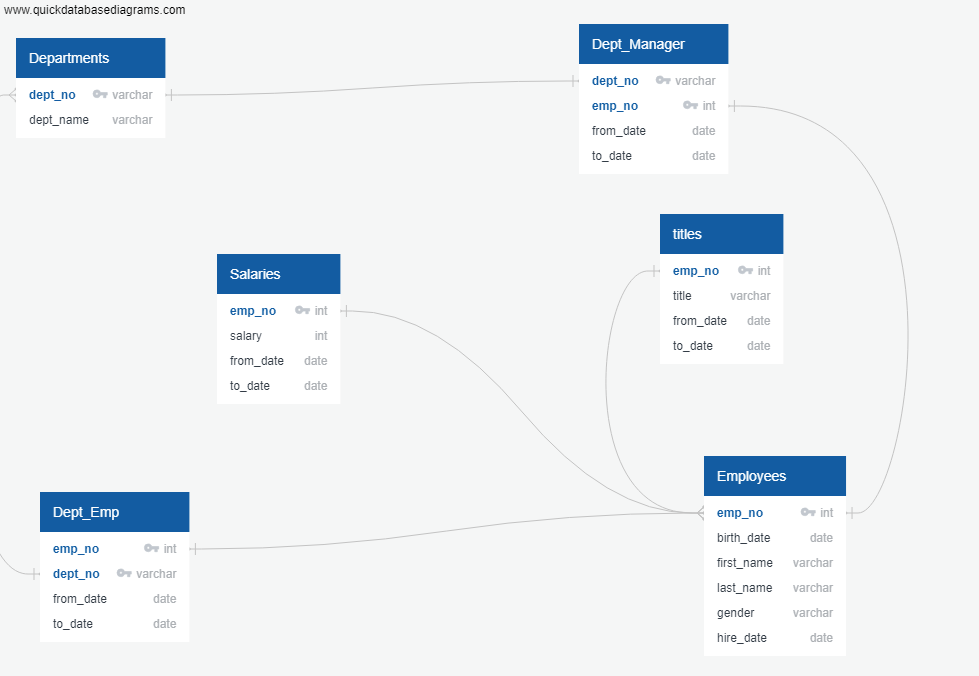 www.quickdatabasediagrams.com
Departments
dept_no varchar
dept_name varchar
Dept_Manager
dept_no varchar
emp_no int
from_date date
to_date date
titles
emp_no int
title varchar
from_date date
to_date date
Salaries
emp_no int
salary int
from_date date
to_date date
Employees
emp_no int
birth_date date
first_name varchar
last_name varchar
gender varchar
hire_date date
Dept_Emp
emp_no int
dept_no varchar
from_date date
to_date date